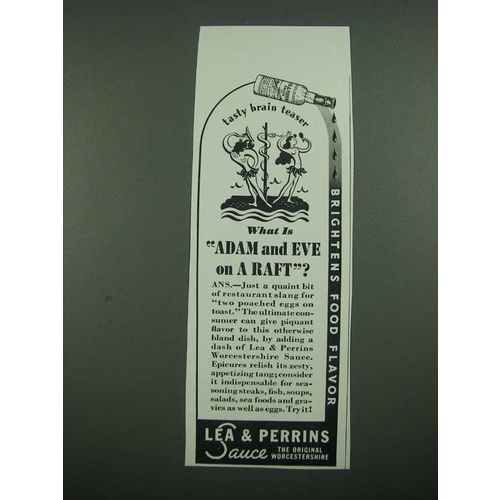 tasty brain teaser
What Is
"ADAM and EVE
on A RAFT"?
ANS.—Just a quaint bit
of restaurant slang for
"two poached eggs on
toast." The ultimate con-
sumer can give piquant
flavor to this otherwise
bland dish, by adding a
dash of Lea & Perrins
Worcestershire Sauce.
Epicures relish its zesty,
appetizing tang; consider
it indispensable for sea-
soning steaks, fish, soups,
salads, sea foods and gra-
vies as well as eggs. Try it!
BRIGHTENS FOOD FLAVOR
LEA & PERRINS
Sauce THE ORIGINAL
WORCESTERSHIRE